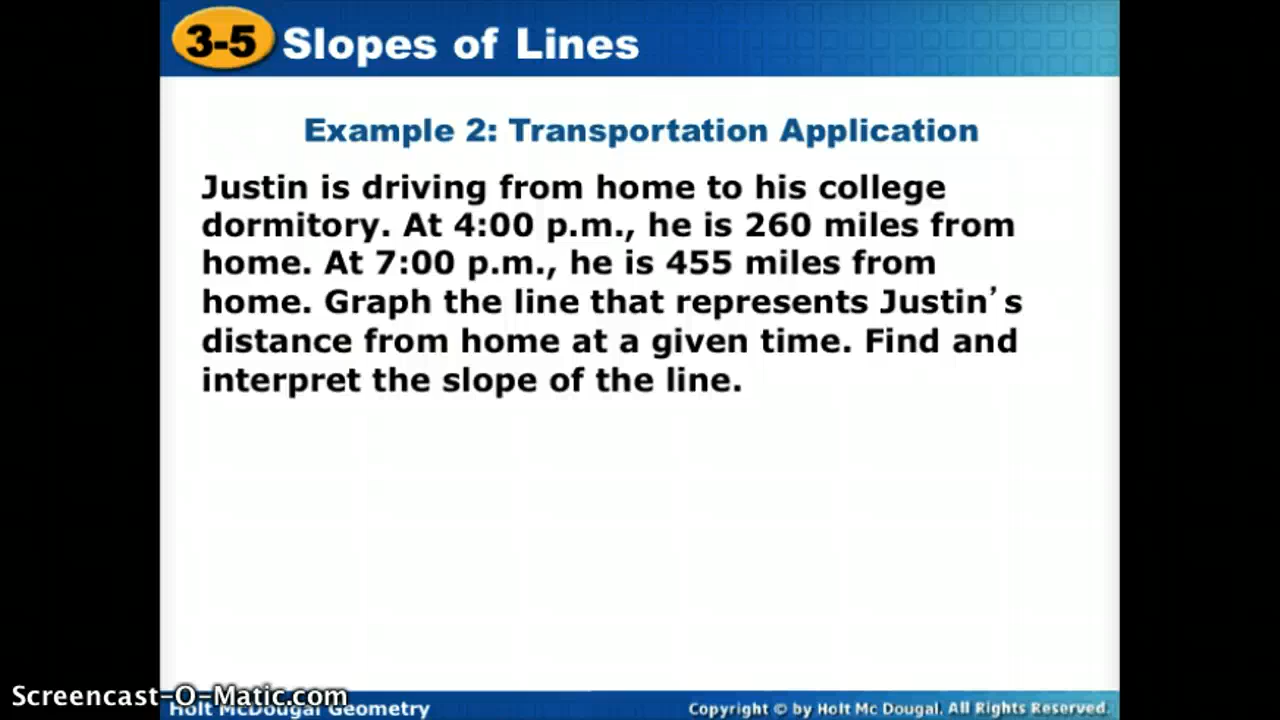 3-5 Slopes of Lines
Example 2: Transportation Application
Justin is driving from home to his college
dormitory. At 4:00 p.m., he is 260 miles from
home. At 7:00 p.m., he is 455 miles from
home. Graph the line that represents Justin’s
distance from home at a given time. Find and
interpret the slope of the line.
Screencast-O-Matic.com
Holt McDougal Geometry
Copyright © by Holt Mc Dougal. All Rights Reserved.